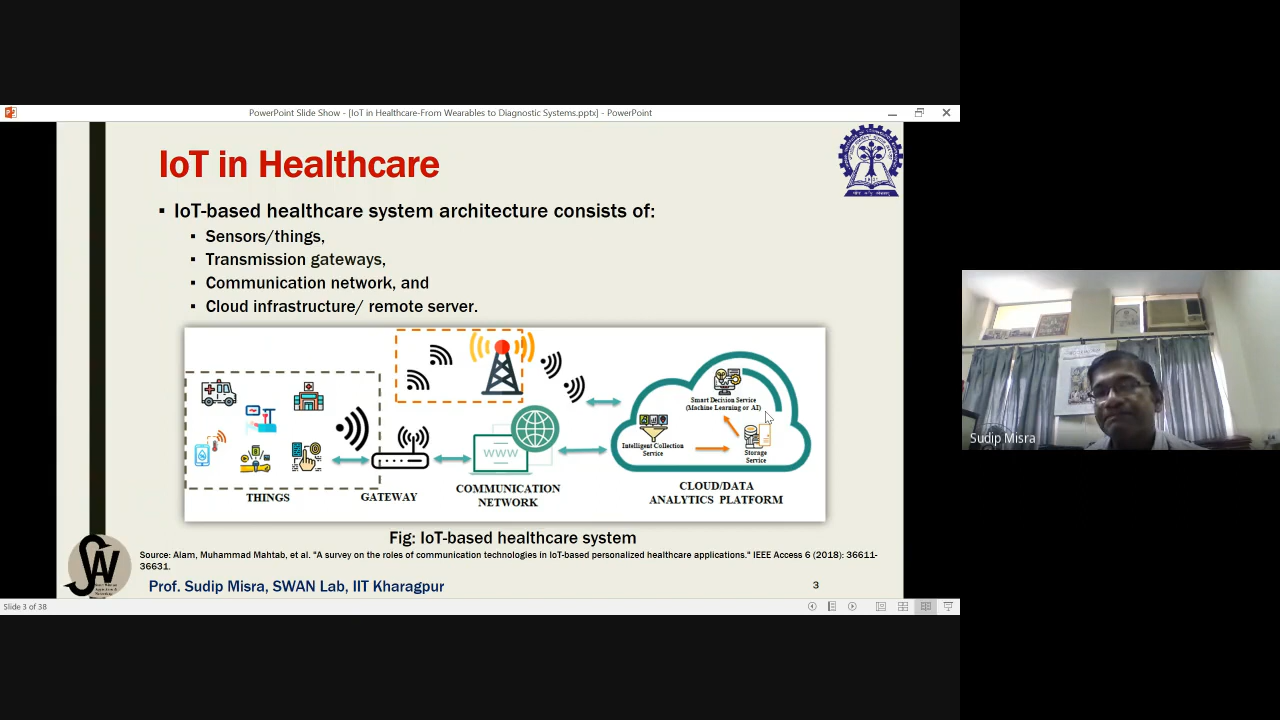 PowerPoint Slide Show - [IoT in Healthcare-From Wearables to Diagnostic Systems.pptx] - PowerPoint
IoT in Healthcare
▪ IoT-based healthcare system architecture consists of:
▪ Sensors/things,
▪ Transmission gateways,
▪ Communication network, and
▪ Cloud infrastructure/ remote server.
THINGS
GATEWAY
WWW
COMMUNICATION
NETWORK
Smart Decision Service
(Machine Learning or AI)
Intelligent Collection
Service
Storage
Service
CLOUD/DATA
ANALYTICS PLATFORM
Fig: IoT-based healthcare system
Source: Alam, Muhammad Mahtab, et al. "A survey on the roles of communication technologies in IoT-based personalized healthcare applications." IEEE Access 6 (2018): 36611-
36631.
Prof. Sudip Misra, SWAN Lab, IIT Kharagpur
3
Slide 3 of 38
Sudip Misra